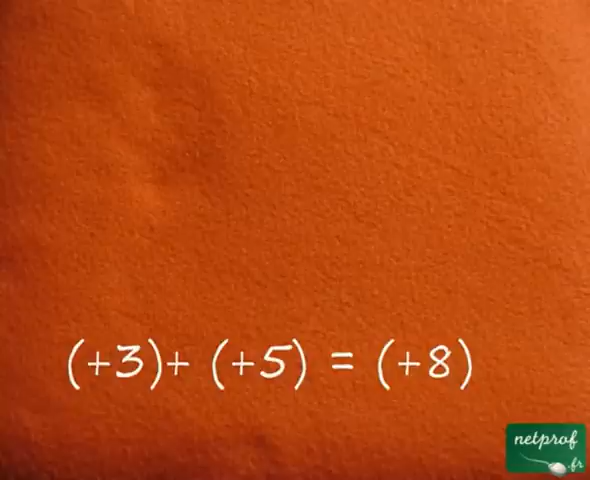 (+3)+ (+5) = (+8)
netprof
.fr